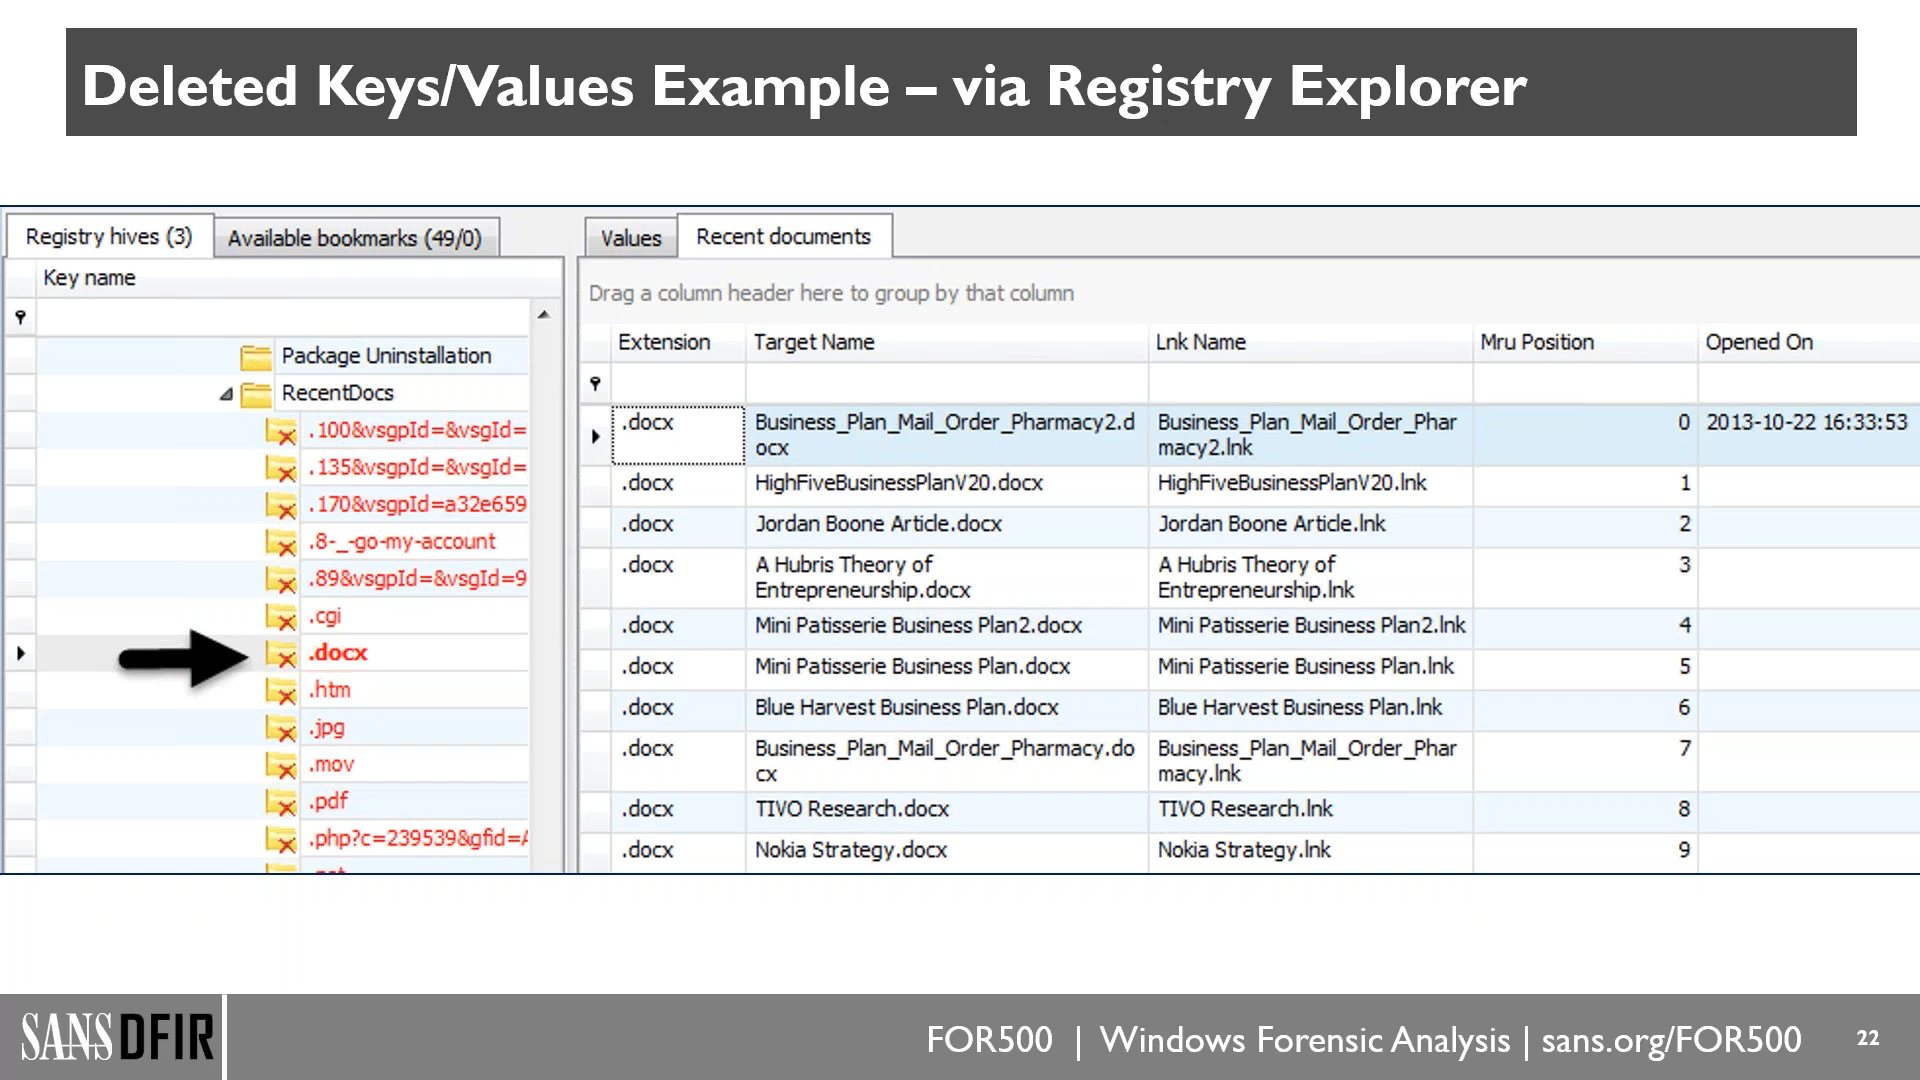 Deleted Keys/Values Example – via Registry Explorer
Registry hives (3)
Available bookmarks (49/0)
Key name
Package Uninstallation
RecentDocs
.100&vsgpId=&vsgId=
.135&vsgpId=&vsgId=
.170&vsgpId=a32e659
.8-_-go-my-account
.89&vsgpId=&vsgId=9
.cgi
.docx
.htm
.jpg
.mov
.pdf
.php?c=239539&gfid=A
Values
Recent documents
Drag a column header here to group by that column
Extension Target Name Lnk Name Mru Position Opened On
.docx Business_Plan_Mail_Order_Pharmacy2.d Business_Plan_Mail_Order_Phar 0 2013-10-22 16:33:53
ocx macy2.lnk
.docx HighFiveBusinessPlanV20.docx HighFiveBusinessPlanV20.lnk 1
.docx Jordan Boone Article.docx Jordan Boone Article.lnk 2
.docx A Hubris Theory of A Hubris Theory of 3
Entrepreneurship.docx Entrepreneurship.lnk
.docx Mini Patisserie Business Plan2.docx Mini Patisserie Business Plan2.lnk 4
.docx Mini Patisserie Business Plan.docx Mini Patisserie Business Plan.lnk 5
.docx Blue Harvest Business Plan.docx Blue Harvest Business Plan.lnk 6
.docx Business_Plan_Mail_Order_Pharmacy.do Business_Plan_Mail_Order_Phar 7
cx macy.lnk
.docx TIVO Research.docx TIVO Research.lnk 8
.docx Nokia Strategy.docx Nokia Strategy.lnk 9
SANS DFIR
FOR500 | Windows Forensic Analysis | sans.org/FOR500 22